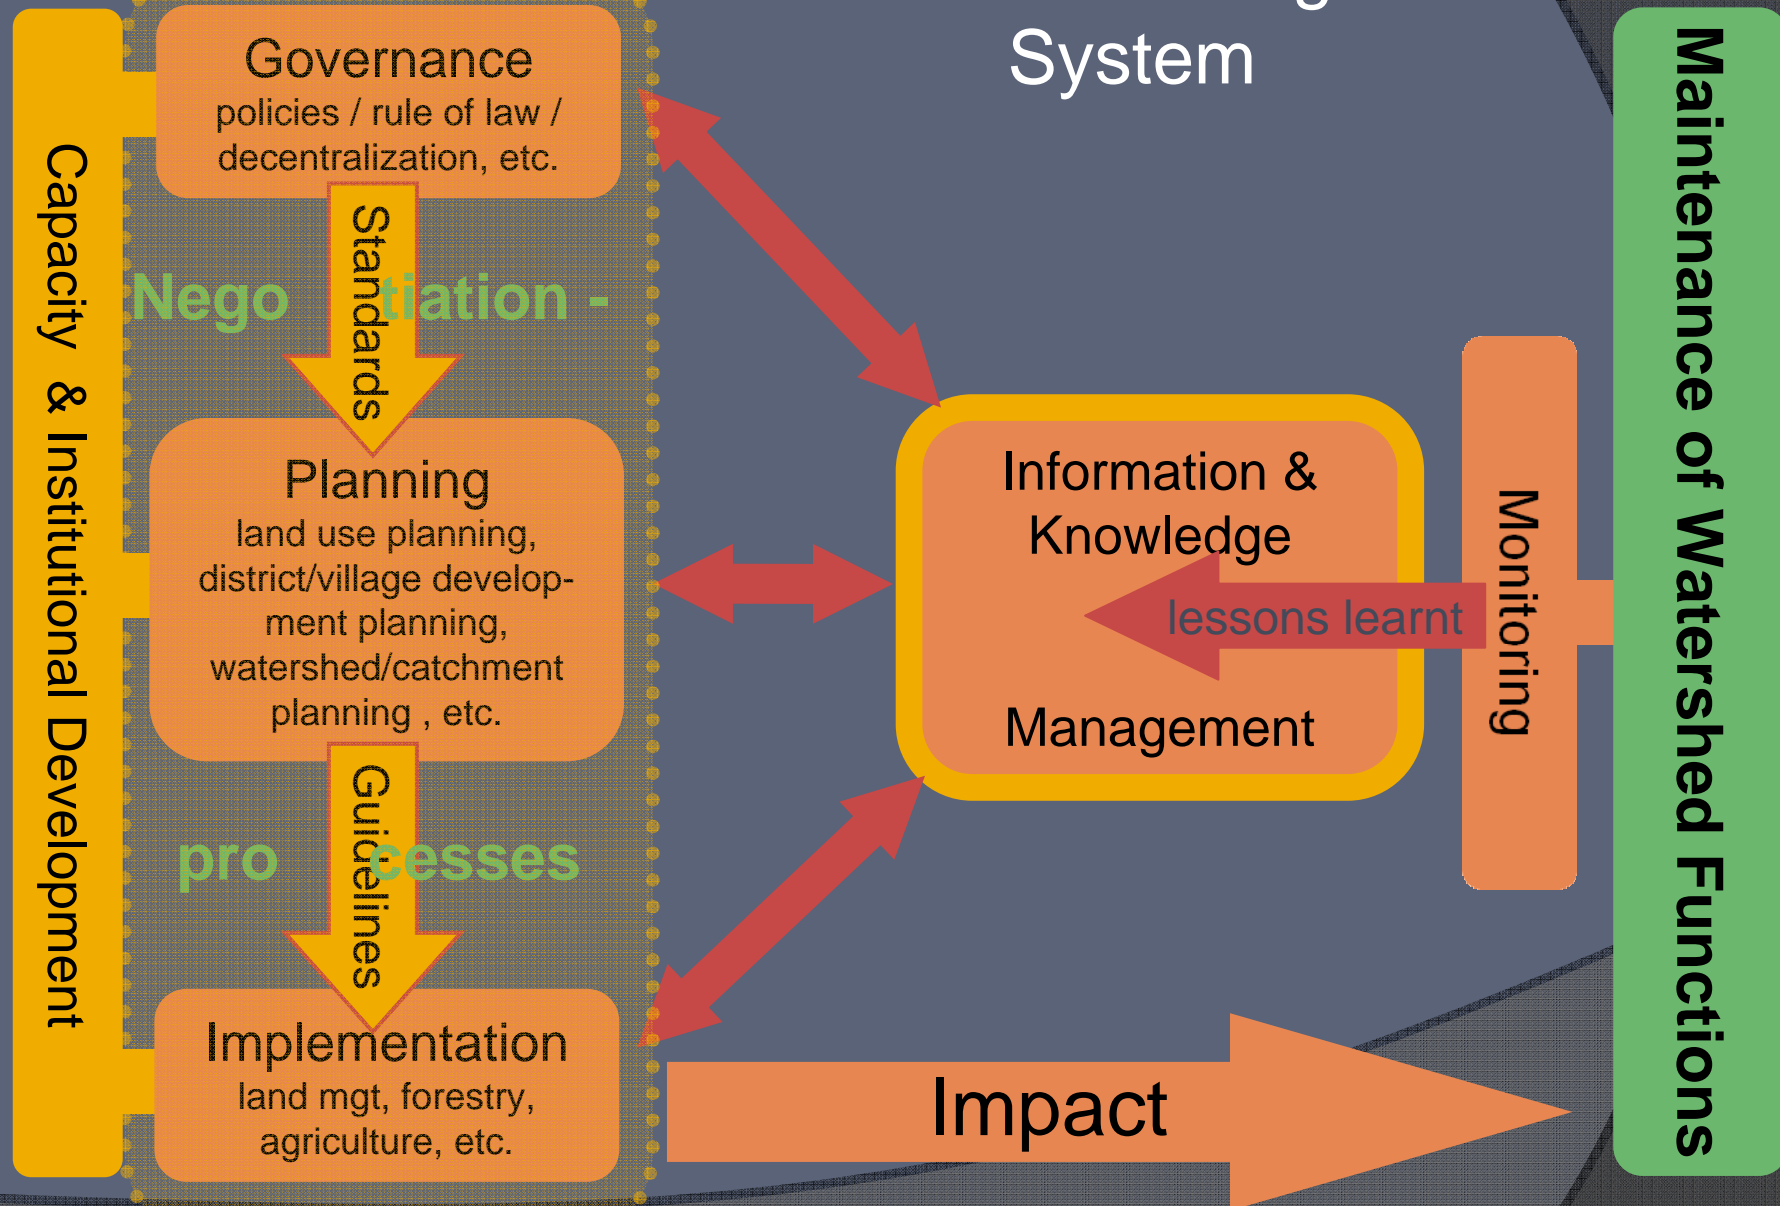 System
Governance
policies / rule of law /
decentralization, etc.
Standards
Nego tiation -
Planning
land use planning,
district/village develop-
ment planning,
watershed/catchment
planning , etc.
Guidelines
pro cesses
Implementation
land mgt, forestry,
agriculture, etc.
Capacity & Institutional Development
Information &
Knowledge
lessons learnt
Management
Monitoring
Impact
Maintenance of Watershed Functions